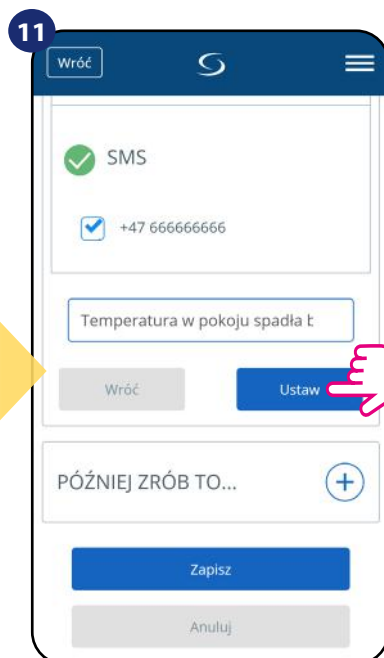 11
Wróć
SMS
+47 666666666
Temperatura w pokoju spadła
Wróć
Ustaw
PÓŹNIEJ ZRÓB TO...
Zapisz
Anuluj